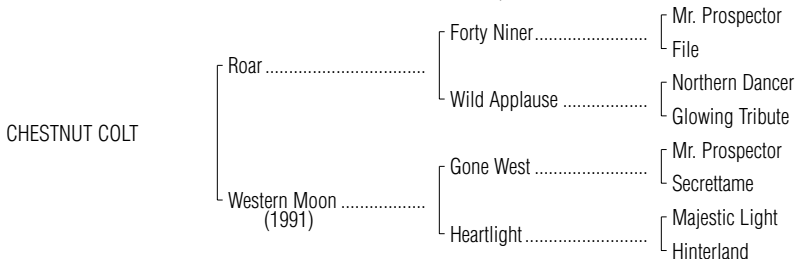 Mr. Prospector
Forty Niner..........................
File
Roar .................................
Northern Dancer
Wild Applause ...................
Glowing Tribute
CHESTNUT COLT
Mr. Prospector
Gone West .........................
Secrettame
Western Moon .................
(1991)
Majestic Light
Heartlight............................
Hinterland